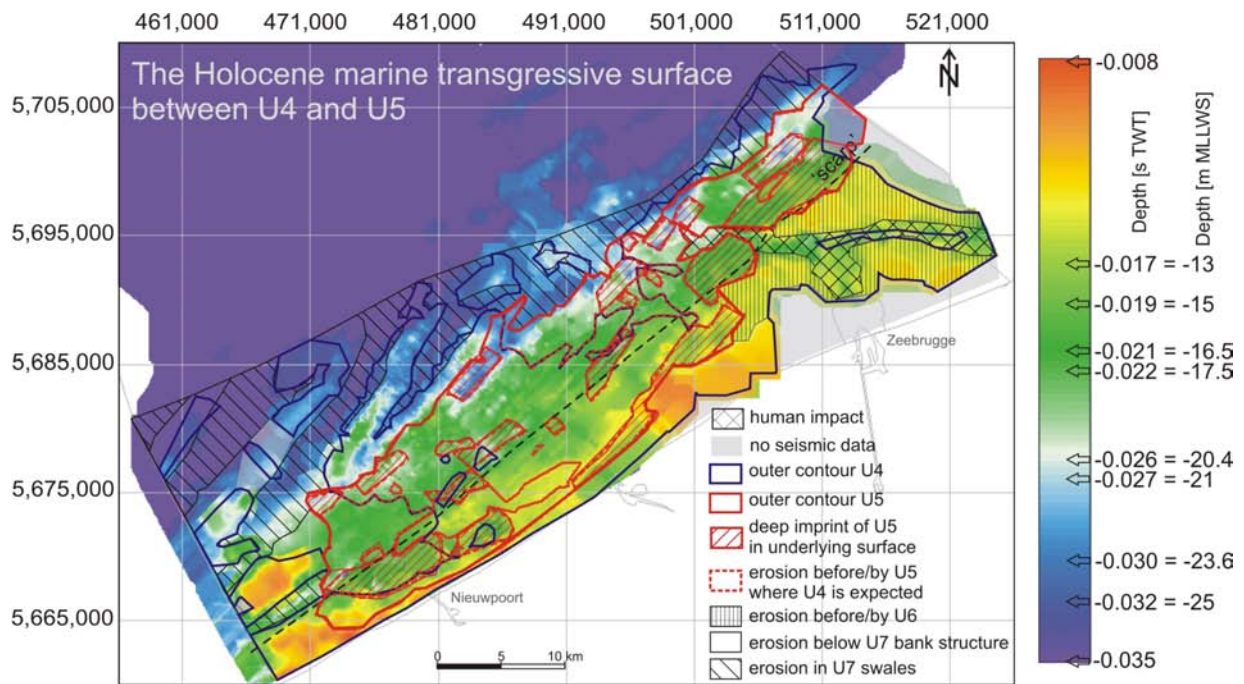 461,000 471,000 481,000 491,000 501,000 511,000 521,000
The Holocene marine transgressive surface
between U4 and U5
N
5,705,000
5,695,000
5,685,000
5,675,000
5,665,000
'scarp'
Zeebrugge
Nieuwpoort
0 5 10 km
human impact
no seismic data
outer contour U4
outer contour U5
deep imprint of U5
in underlying surface
erosion before/by U5
where U4 is expected
erosion before/by U6
erosion below U7 bank structure
erosion in U7 swales
Depth [s TWT]
Depth [m MLLWS]
-0.008
-0.017 = -13
-0.019 = -15
-0.021 = -16.5
-0.022 = -17.5
-0.026 = -20.4
-0.027 = -21
-0.030 = -23.6
-0.032 = -25
-0.035